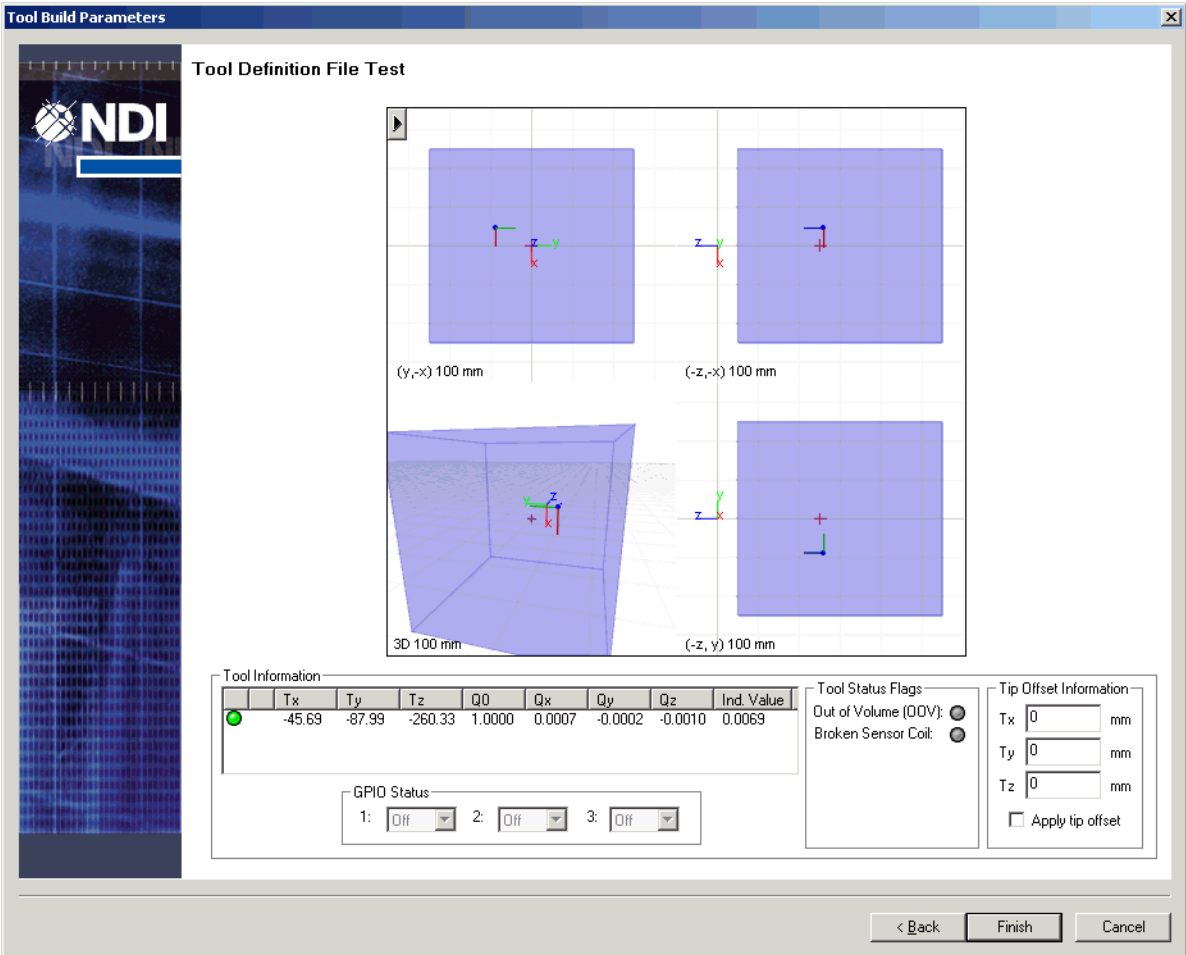 Tool Build Parameters
Tool Definition File Test
NDI
z y
x
(y,-x) 100 mm
z y
x
(-z,-x) 100 mm
y z
x
3D 100 mm
y
z x
(-z, y) 100 mm
Tool Information
Tx Ty Tz Q0 Qx Qy Qz Ind. Value
-45.69 -87.99 -260.33 1.0000 0.0007 -0.0002 -0.0010 0.0069
GPIO Status
1: Off 2: Off 3: Off
Tool Status Flags
Out of Volume (OOV):
Broken Sensor Coil:
Tip Offset Information
Tx 0 mm
Ty 0 mm
Tz 0 mm
Apply tip offset
< Back Finish Cancel